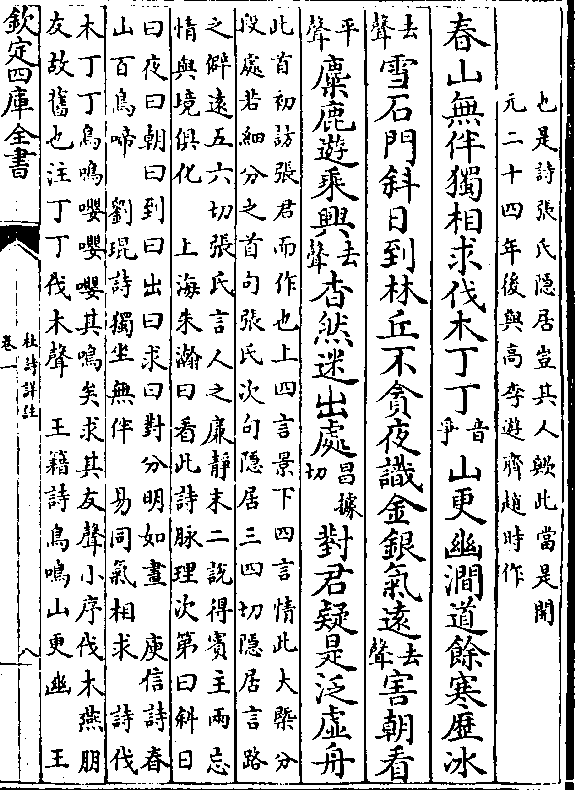 也是詩張氏隠居豈其人歟此當是開
元二十四年後與高李遊齊趙時作
春山無伴獨相求伐木丁丁音争山更幽澗道餘寒歴冰
去聲雪石門斜日到林丘不貪夜識金銀氣逺去聲害朝看
平聲麋鹿遊乘興去聲杳然迷出處昌據切對君疑是泛虚舟
此首初訪張君而作也上四言景下四言情此大槩分
段處若細分之首句張氏次句隠居三四切隠居言路
之僻逺五六切張氏言人之廉靜末二說得賓主兩忘
情與境俱化　上海朱瀚曰看此詩脉理次第曰斜日
曰夜曰朝曰到曰出曰求曰對分明如畫　庾信詩春
山百鳥啼　劉琨詩獨坐無伴　易同氣相求　詩伐
木丁丁鳥鳴嚶嚶嚶其鳴矣求其友聲小序伐木燕朋
友故舊也注丁丁伐木聲　王籍詩鳥鳴山更幽　王
欽定四庫全書
杜詩詳註
卷一
八